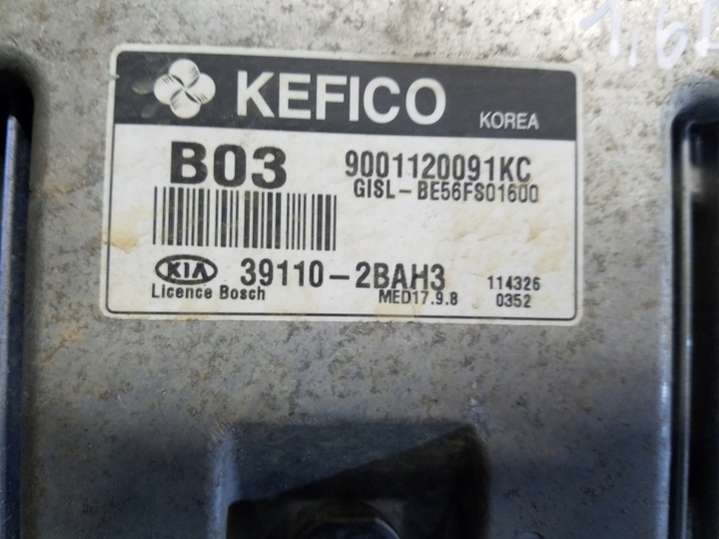 KEFICO KOREA
B03 9001120091KC
GISL-BE56FS01600
KIA 39110-2BAH3 114326
Licence Bosch MED17.9.8 0352